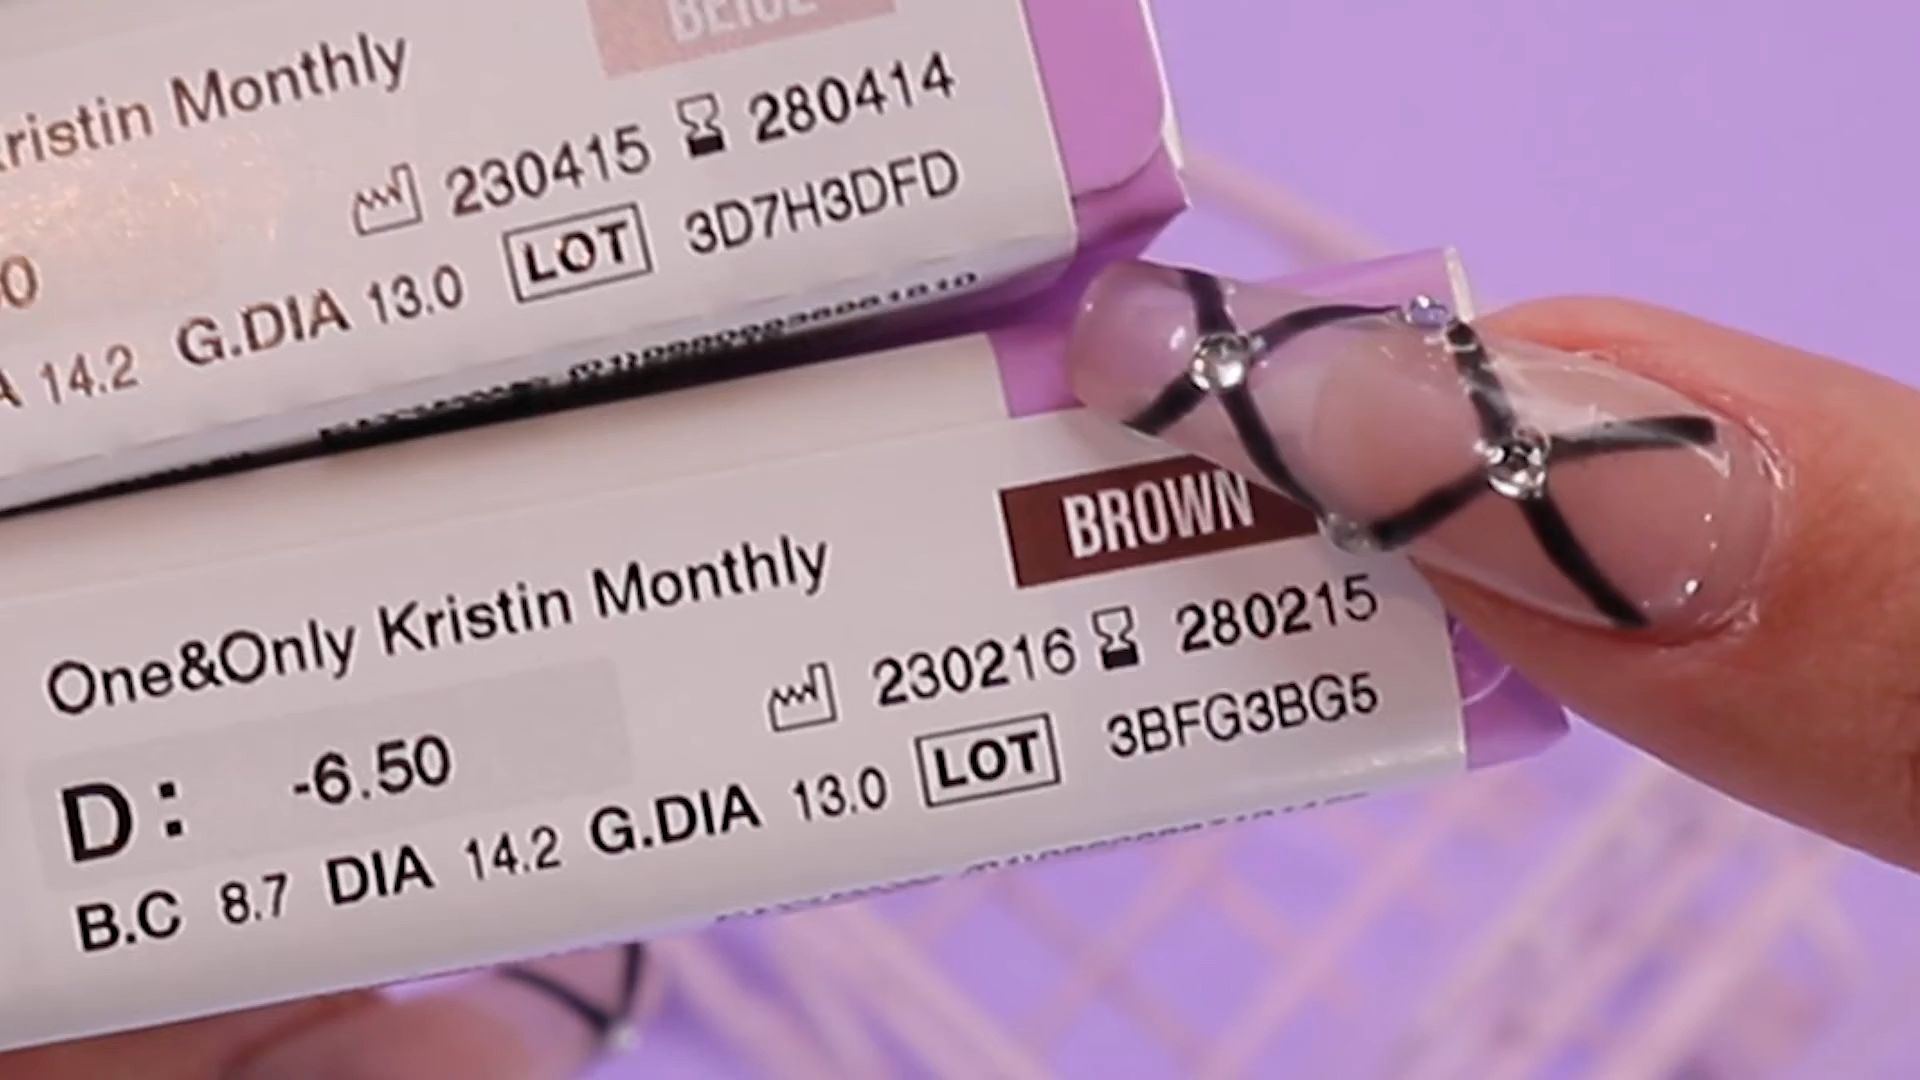 BEIGE
Kristin Monthly
230415 280414
LOT 3D7H3DFD
14.2 G.DIA 13.0
BROWN
One&Only Kristin Monthly
230216 280215
D: -6.50
LOT 3BFG3BG5
B.C 8.7 DIA 14.2 G.DIA 13.0